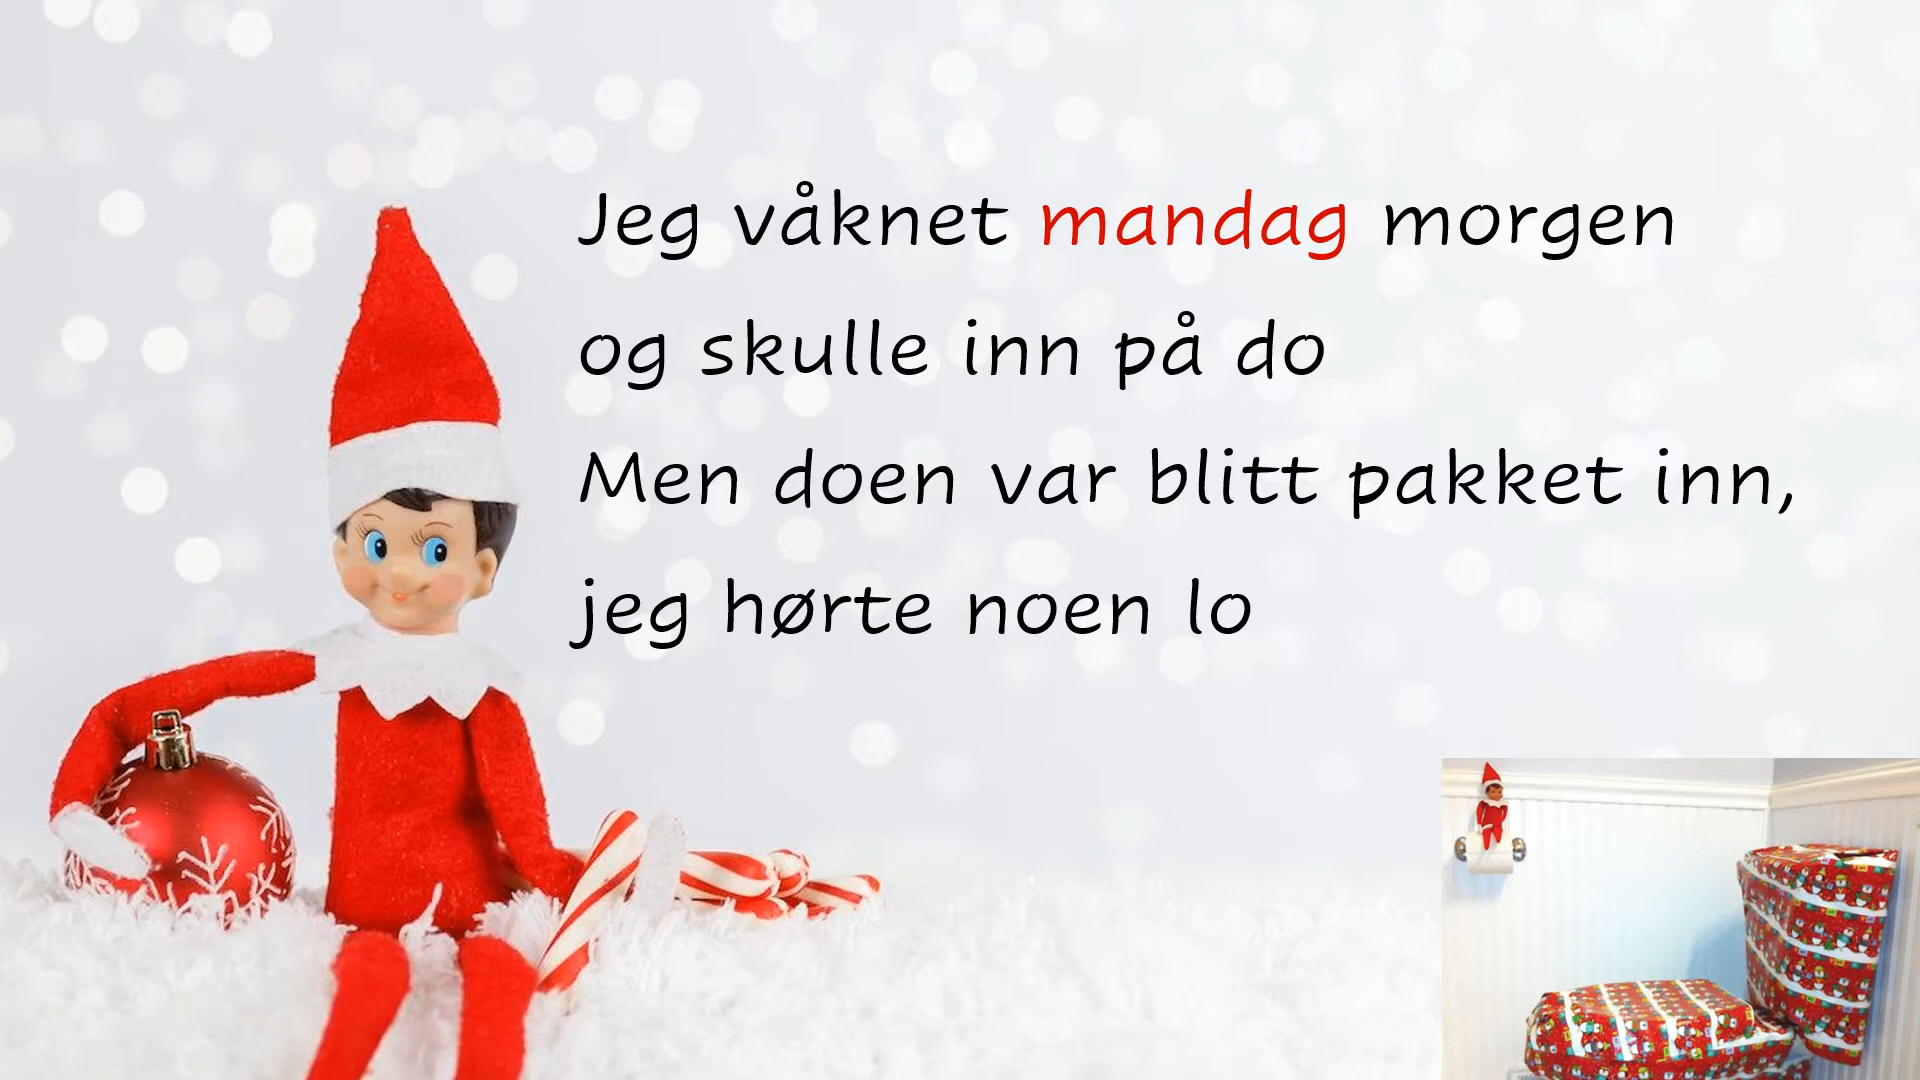 Jeg våknet mandag morgen
og skulle inn på do
Men doen var blitt pakket inn,
jeg hørte noen lo